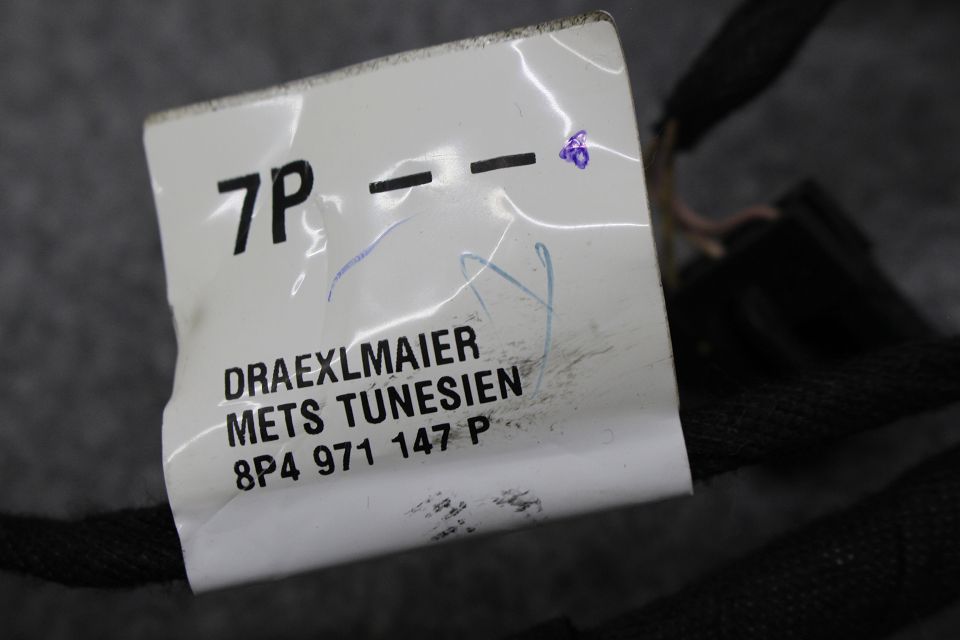 7P – –
DRAEXLMAIER
METS TUNESIEN
8P4 971 147 P